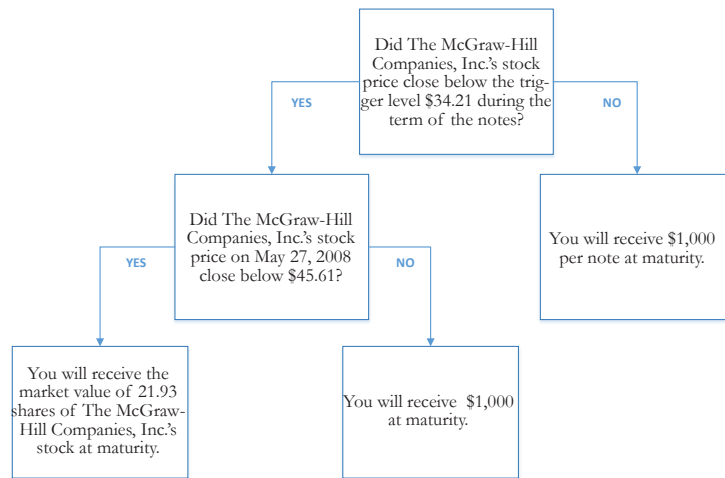 Did The McGraw-Hill
Companies, Inc.'s stock
price close below the trig-
ger level $34.21 during the
term of the notes?
YES
NO
Did The McGraw-Hill
Companies, Inc.'s stock
price on May 27, 2008
close below $45.61?
You will receive $1,000
per note at maturity.
YES
NO
You will receive the
market value of 21.93
shares of The McGraw-
Hill Companies, Inc.'s
stock at maturity.
You will receive $1,000
at maturity.